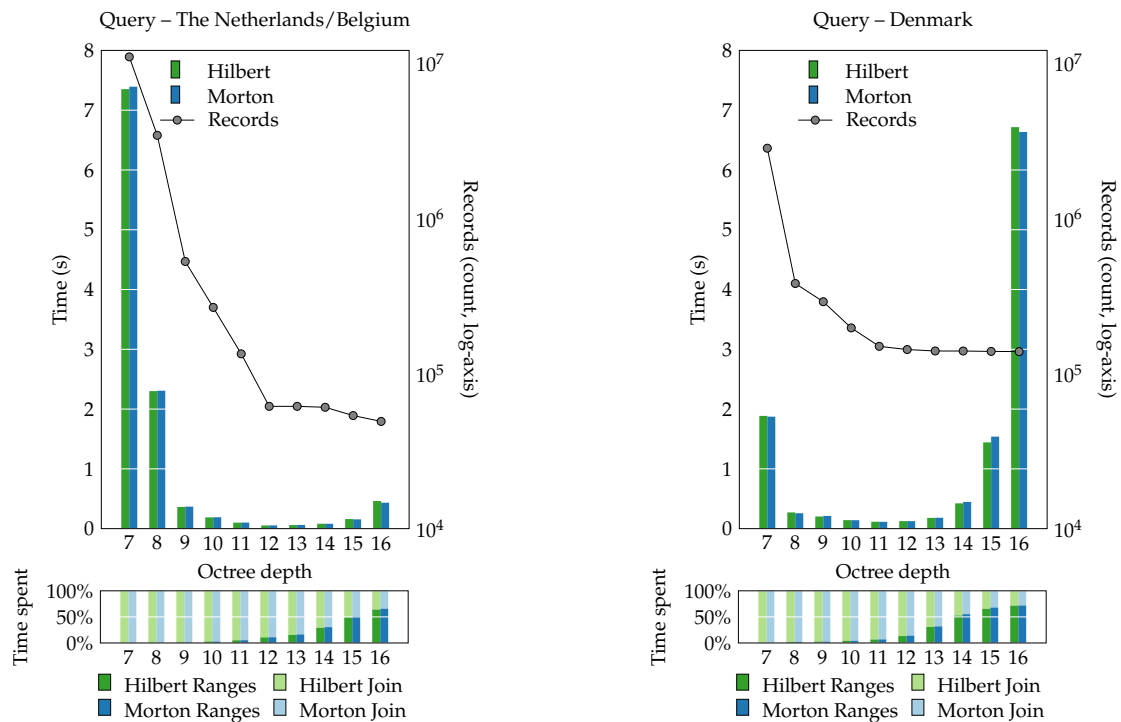 Query – The Netherlands/Belgium
8
7
6
5
4
3
2
1
0
Time (s)
Hilbert
Morton
Records
10^7
10^6
10^5
10^4
Records (count, log-axis)
7 8 9 10 11 12 13 14 15 16
Octree depth
100%
50%
0%
Time spent
7 8 9 10 11 12 13 14 15 16
Hilbert Ranges Hilbert Join
Morton Ranges Morton Join
Query – Denmark
8
7
6
5
4
3
2
1
0
Time (s)
Hilbert
Morton
Records
10^7
10^6
10^5
10^4
Records (count, log-axis)
7 8 9 10 11 12 13 14 15 16
Octree depth
100%
50%
0%
Time spent
7 8 9 10 11 12 13 14 15 16
Hilbert Ranges Hilbert Join
Morton Ranges Morton Join